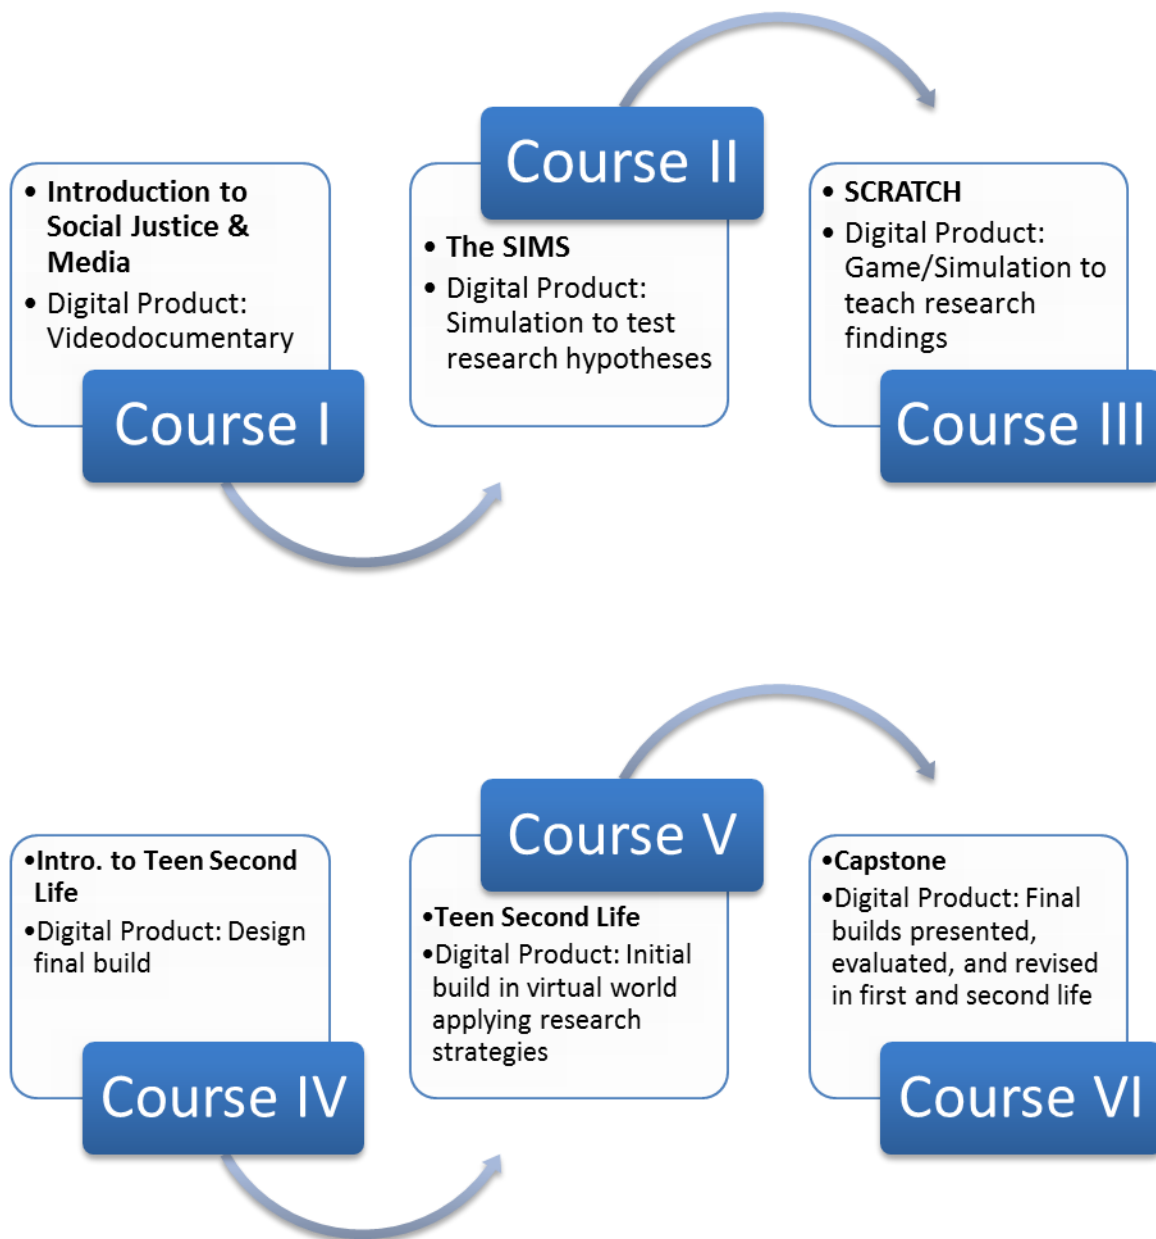 • Introduction to
Social Justice &
Media
• Digital Product:
Videodocumentary
Course I
Course II
• The SIMS
• Digital Product:
Simulation to test
research hypotheses
• SCRATCH
• Digital Product:
Game/Simulation to
teach research
findings
Course III
•Intro. to Teen Second
Life
•Digital Product: Design
final build
Course IV
Course V
•Teen Second Life
•Digital Product: Initial
build in virtual world
applying research
strategies
•Capstone
•Digital Product: Final
builds presented,
evaluated, and revised
in first and second life
Course VI